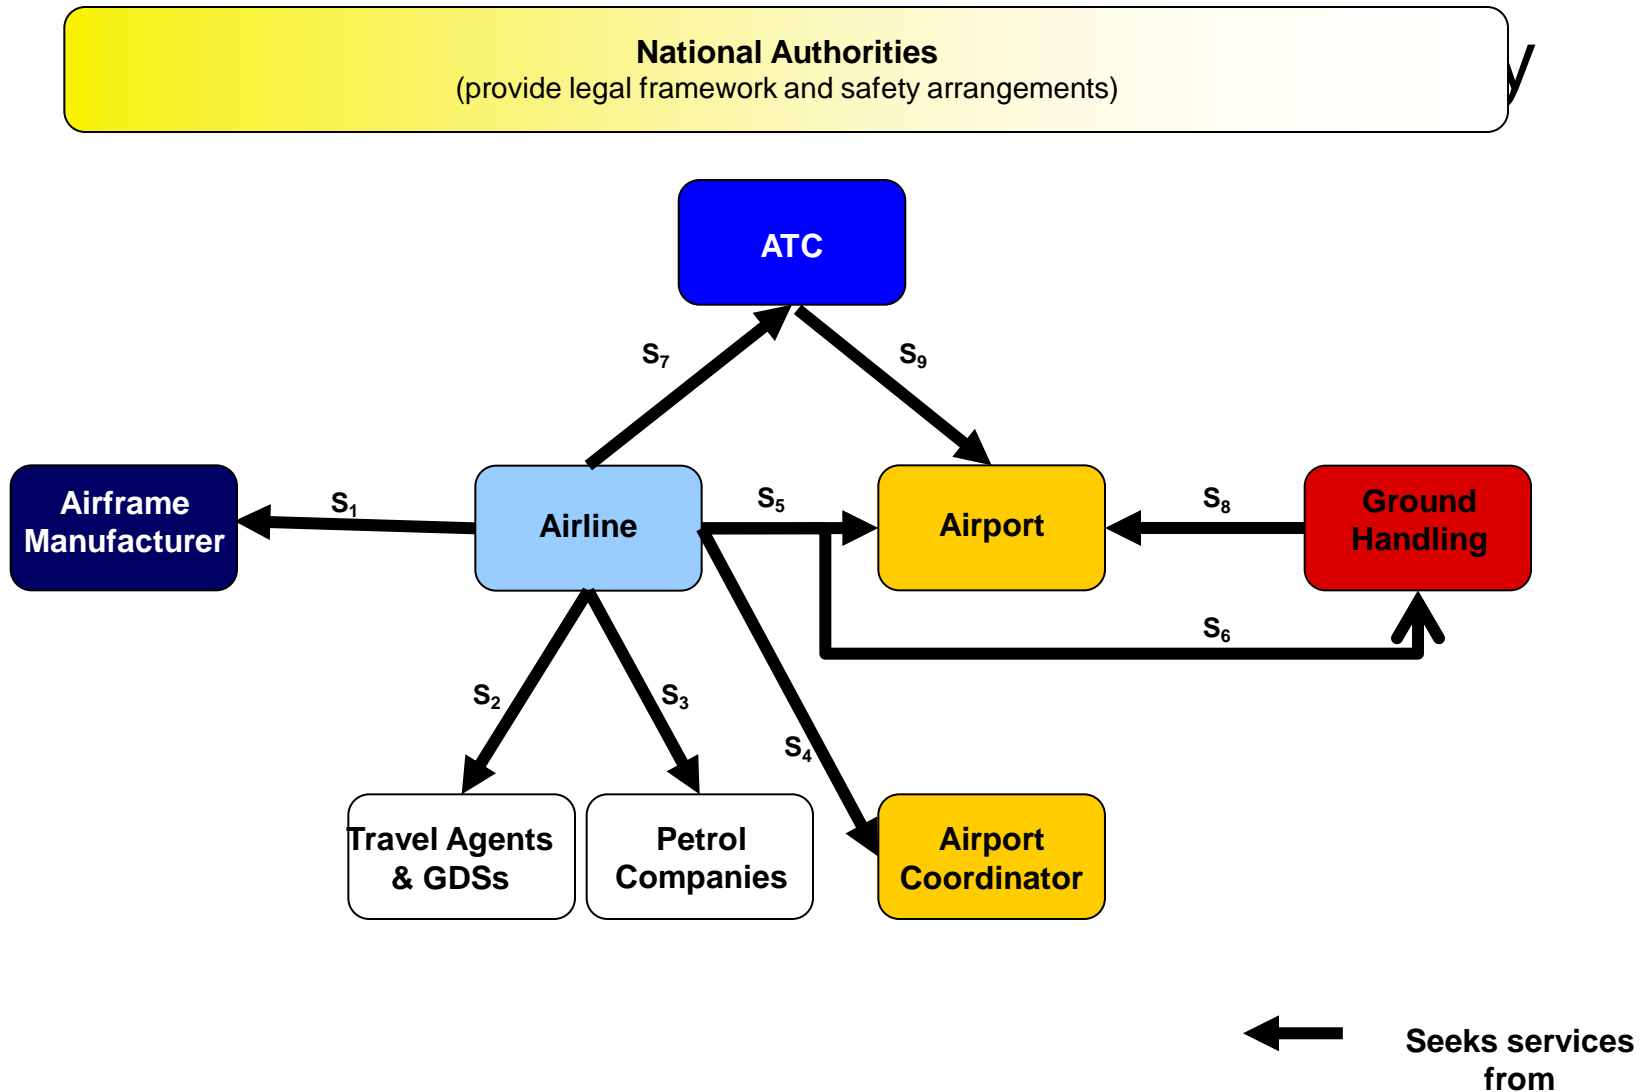 National Authorities
(provide legal framework and safety arrangements)
y
ATC
S7
S9
Airframe
Manufacturer
S1
Airline
S5
Airport
S8
Ground
Handling
S6
S2
S3
S4
Travel Agents
& GDSs
Petrol
Companies
Airport
Coordinator
Seeks services
from